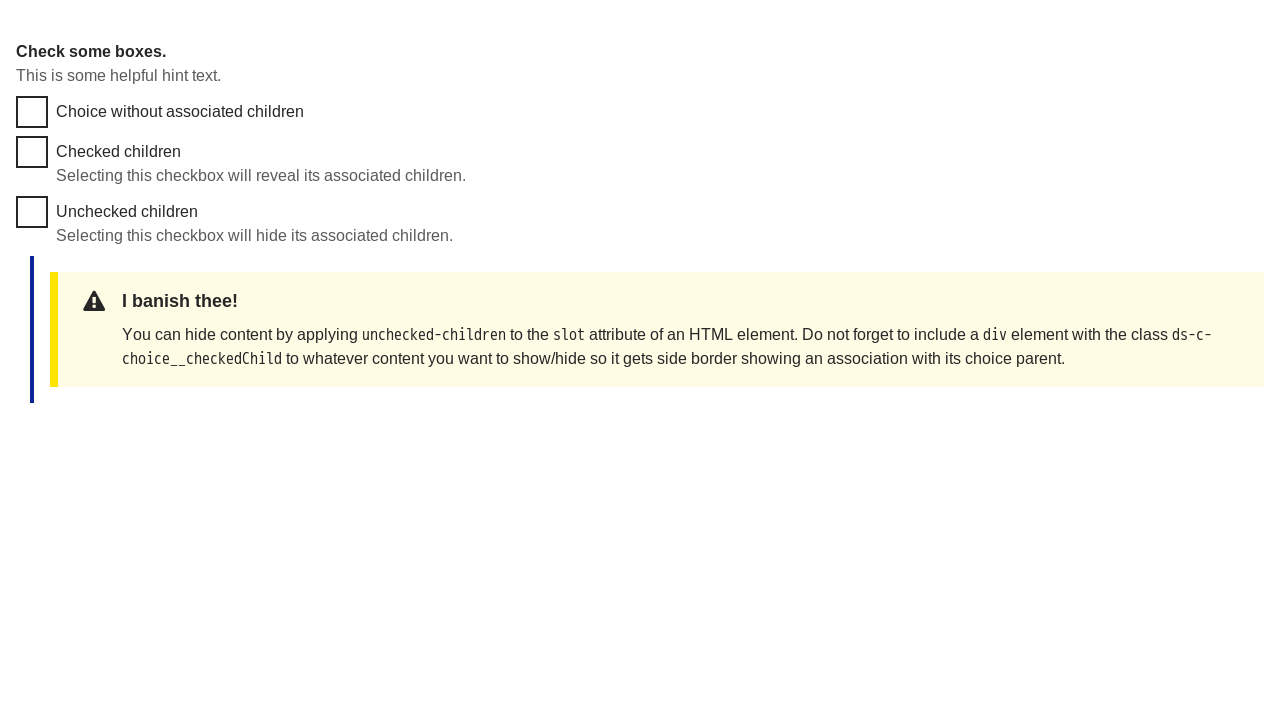 Check some boxes.
This is some helpful hint text.
Choice without associated children
Checked children
Selecting this checkbox will reveal its associated children.
Unchecked children
Selecting this checkbox will hide its associated children.
I banish thee!
You can hide content by applying unchecked-children to the slot attribute of an HTML element. Do not forget to include a div element with the class ds-c-
choice__checkedChild to whatever content you want to show/hide so it gets side border showing an association with its choice parent.